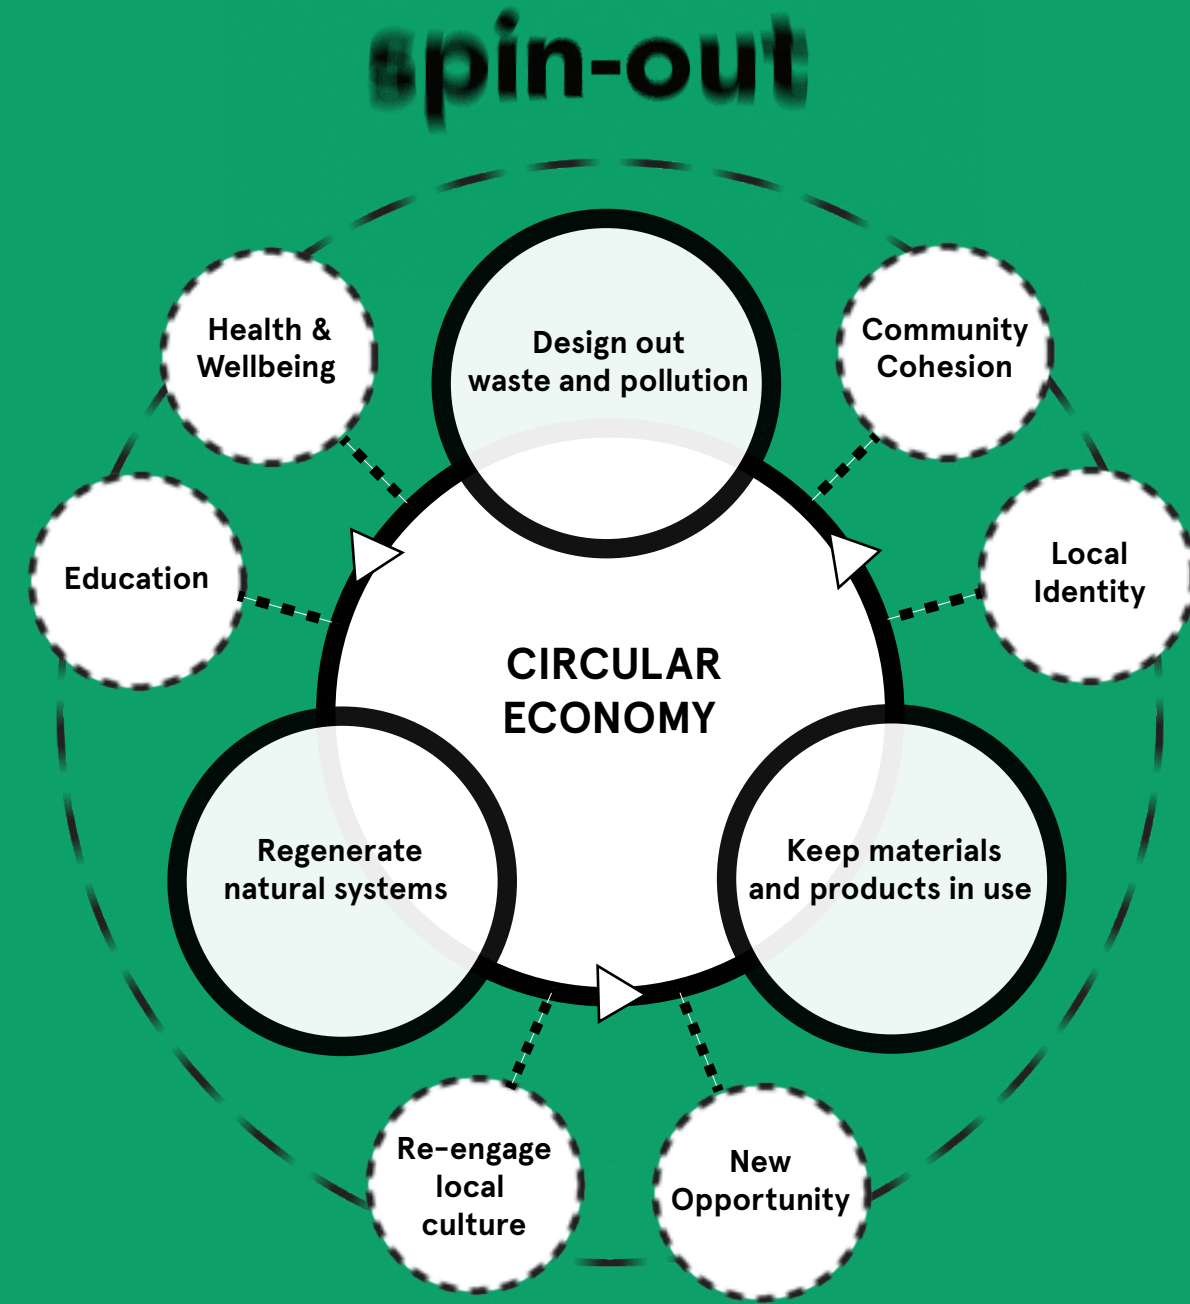 spin-out
Health &
Wellbeing
Design out
waste and pollution
Community
Cohesion
Education
Local
Identity
CIRCULAR
ECONOMY
Regenerate
natural systems
Keep materials
and products in use
Re-engage
local
culture
New
Opportunity